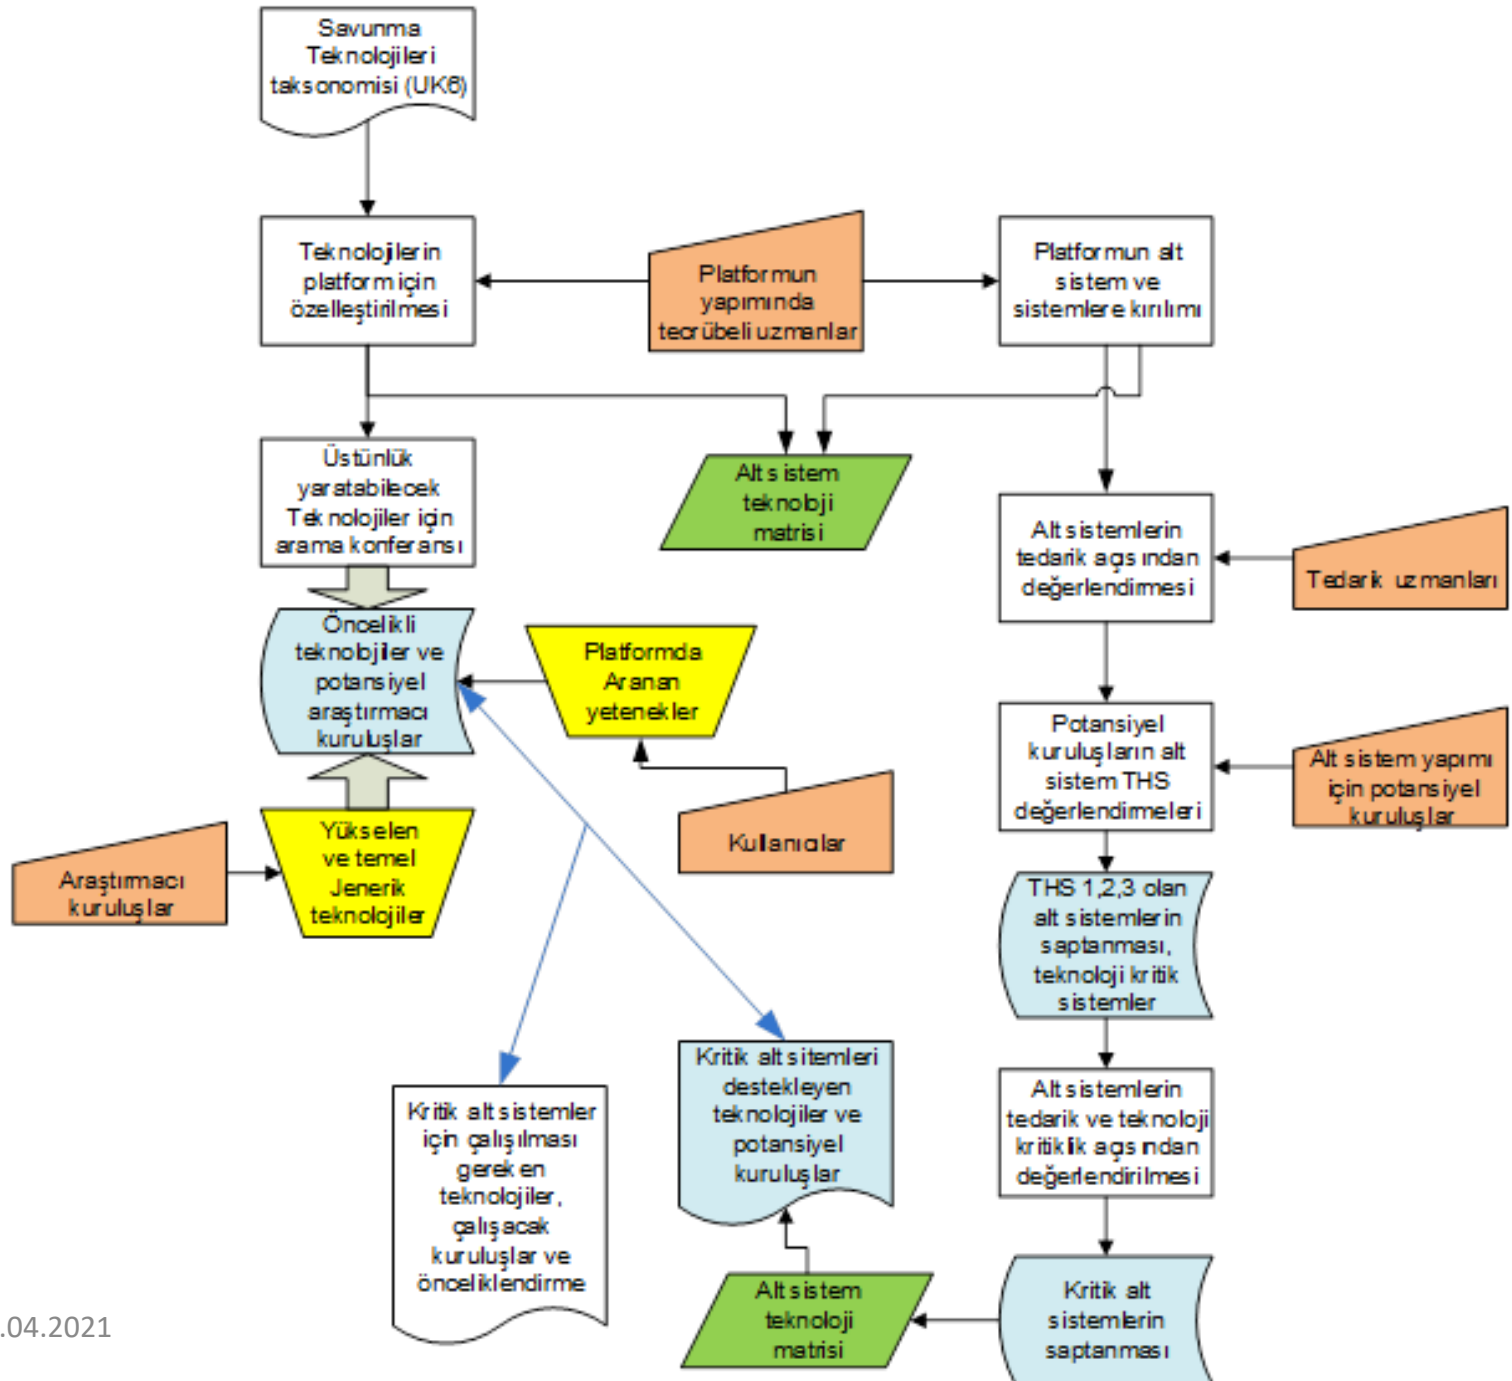 Savunma
Teknolojileri
taksonomisi (UK6)
Teknolojilerin
platform için
özelleştirilmesi
Platformun
yapımında
tecrübeli uzmanlar
Platformun alt
sistem ve
sistemlere kırılımı
Üstünlük
yaratabilecek
Teknolojiler için
arama konferansı
Alt sistem
teknoloji
matrisi
Alt sistemlerin
tedarik açısından
değerlendirmesi
Tedarik uzmanları
Öncelikli
teknolojiler ve
potansiyel
araştırmacı
kuruluşlar
Platformda
Aranan
yetenekler
Potansiyel
kuruluşların alt
sistem THS
değerlendirmeleri
Alt sistem yapımı
için potansiyel
kuruluşlar
Kullanıcılar
Araştırmacı
kuruluşlar
Yükselen
ve temel
Jenerik
teknolojiler
THS 1,2,3 olan
alt sistemlerin
saptanması,
teknoloji kritik
sistemler
Kritik alt sitemleri
destekleyen
teknolojiler ve
potansiyel
kuruluşlar
Kritik alt sistemler
için çalışılması
gereken
teknolojiler,
çalışacak
kuruluşlar ve
önceliklendirme
Alt sistemlerin
tedarik ve teknoloji
kritiklik açısından
değerlendirilmesi
Alt sistem
teknoloji
matrisi
Kritik alt
sistemlerin
saptanması
.04.2021